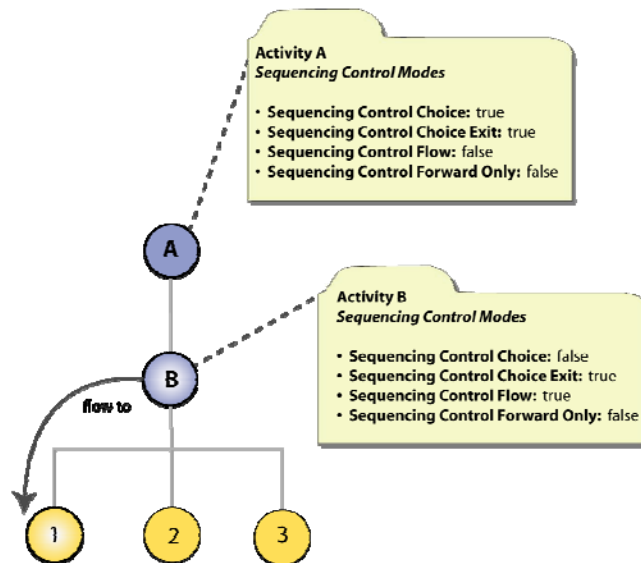 Activity A
Sequencing Control Modes
• Sequencing Control Choice: true
• Sequencing Control Choice Exit: true
• Sequencing Control Flow: false
• Sequencing Control Forward Only: false
A
Activity B
Sequencing Control Modes
• Sequencing Control Choice: false
• Sequencing Control Choice Exit: true
• Sequencing Control Flow: true
• Sequencing Control Forward Only: false
B
flow to
1
2
3